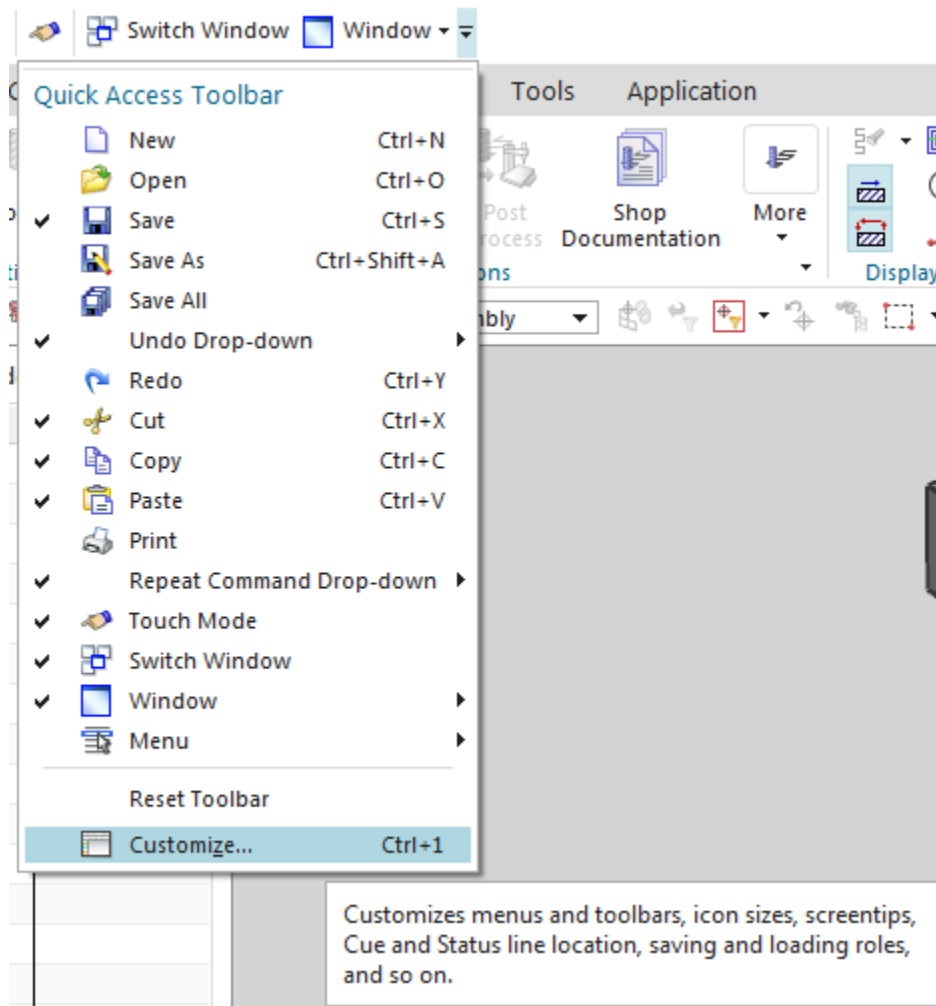 Switch Window Window
Tools Application
Quick Access Toolbar
New Ctrl+N
Open Ctrl+O
Save Ctrl+S
Save As Ctrl+Shift+A
Save All
Undo Drop-down
Redo Ctrl+Y
Cut Ctrl+X
Copy Ctrl+C
Paste Ctrl+V
Print
Repeat Command Drop-down
Touch Mode
Switch Window
Window
Menu
Reset Toolbar
Customize... Ctrl+1
Post
Shop
Documentation
More
Display
Customizes menus and toolbars, icon sizes, screentips,
Cue and Status line location, saving and loading roles,
and so on.